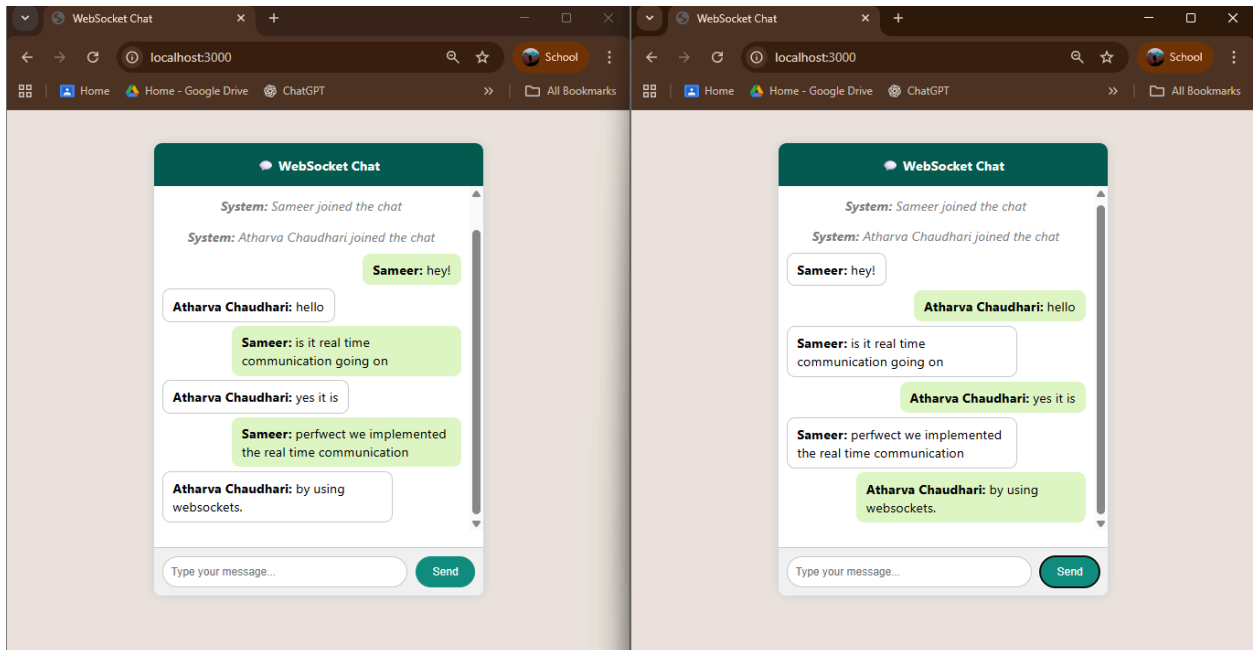 WebSocket Chat
localhost:3000
School
Home
Home - Google Drive
ChatGPT
All Bookmarks
WebSocket Chat
System: Sameer joined the chat
System: Atharva Chaudhari joined the chat
Sameer: hey!
Atharva Chaudhari: hello
Sameer: is it real time
communication going on
Atharva Chaudhari: yes it is
Sameer: perfwect we implemented
the real time communication
Atharva Chaudhari: by using
websockets.
Type your message...
Send
WebSocket Chat
localhost:3000
School
Home
Home - Google Drive
ChatGPT
All Bookmarks
WebSocket Chat
System: Sameer joined the chat
System: Atharva Chaudhari joined the chat
Sameer: hey!
Atharva Chaudhari: hello
Sameer: is it real time
communication going on
Atharva Chaudhari: yes it is
Sameer: perfwect we implemented
the real time communication
Atharva Chaudhari: by using
websockets.
Type your message...
Send